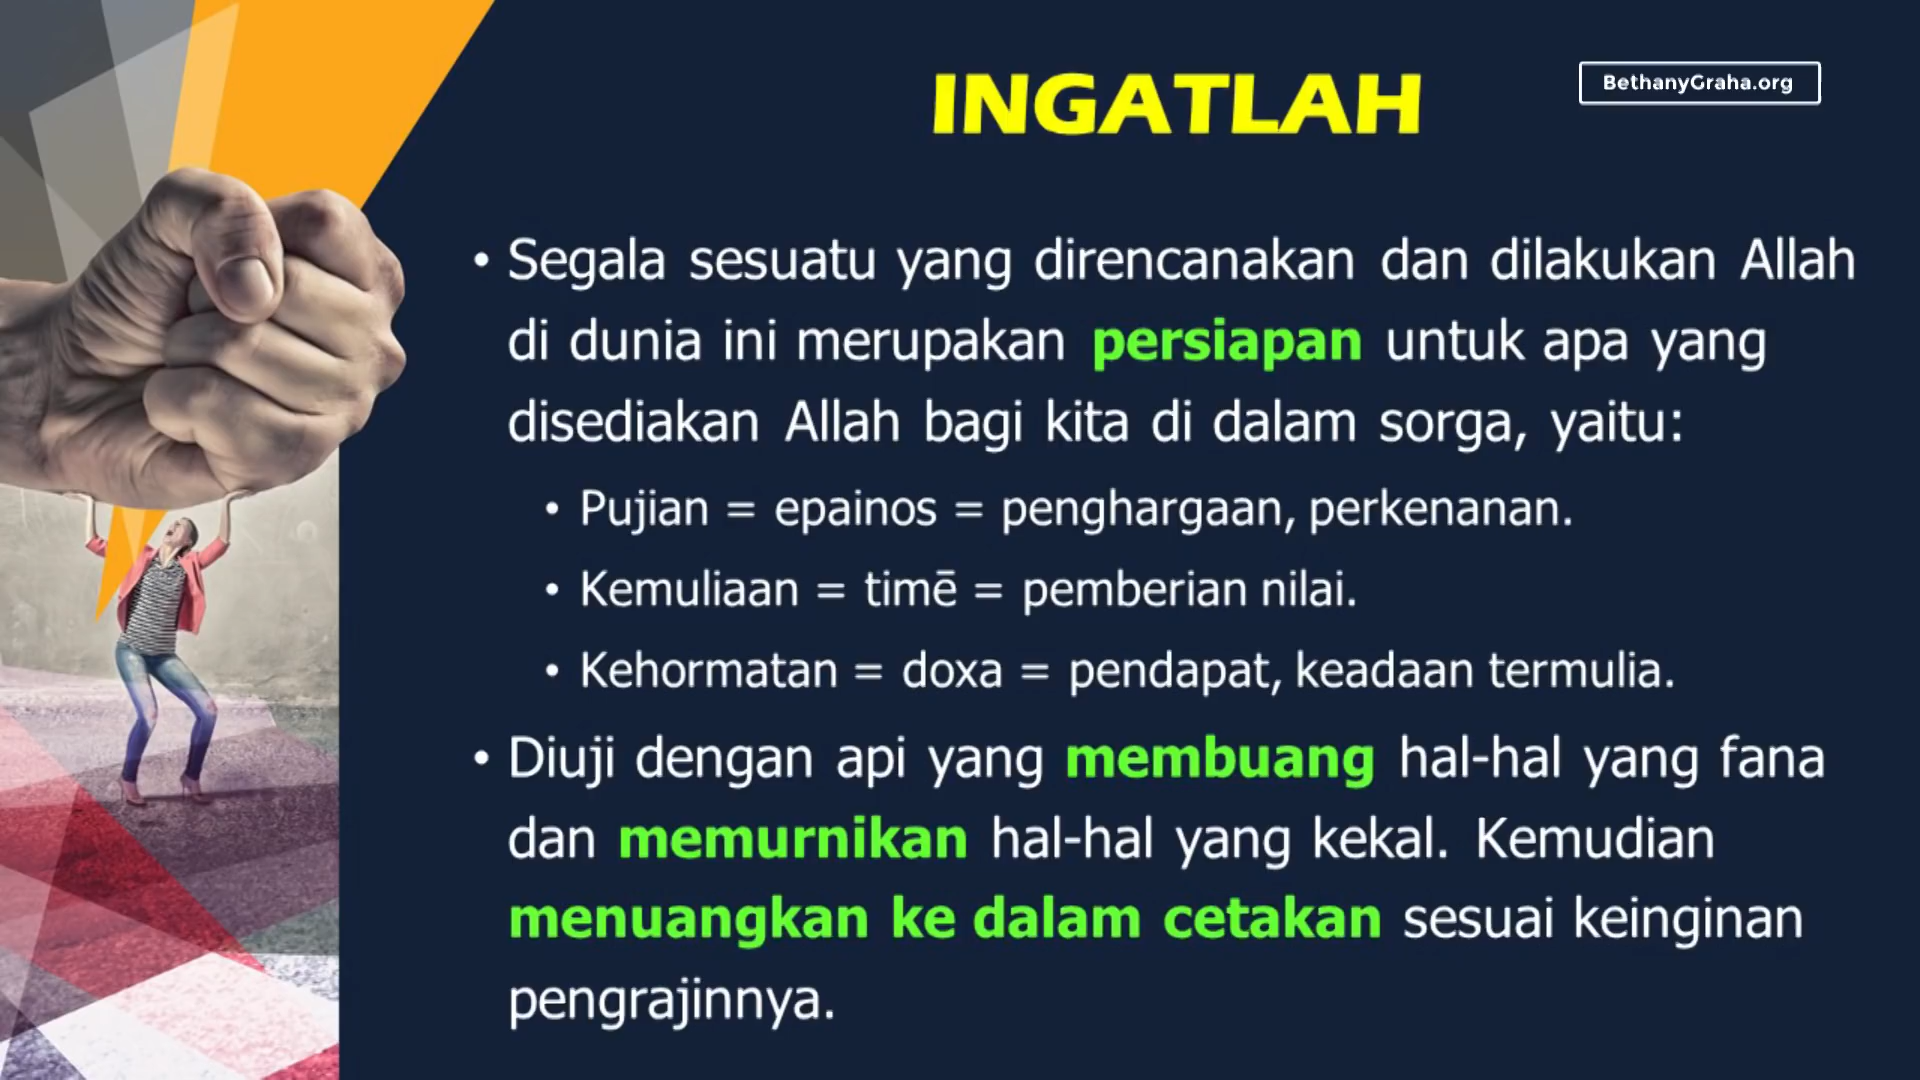 INGATLAH
BethanyGraha.org
• Segala sesuatu yang direncanakan dan dilakukan Allah
di dunia ini merupakan persiapan untuk apa yang
disediakan Allah bagi kita di dalam sorga, yaitu:
• Pujian = epainos = penghargaan, perkenanan.
• Kemuliaan = timē = pemberian nilai.
• Kehormatan = doxa = pendapat, keadaan termulia.
• Diuji dengan api yang membuang hal-hal yang fana
dan memurnikan hal-hal yang kekal. Kemudian
menuangkan ke dalam cetakan sesuai keinginan
pengrajinnya.